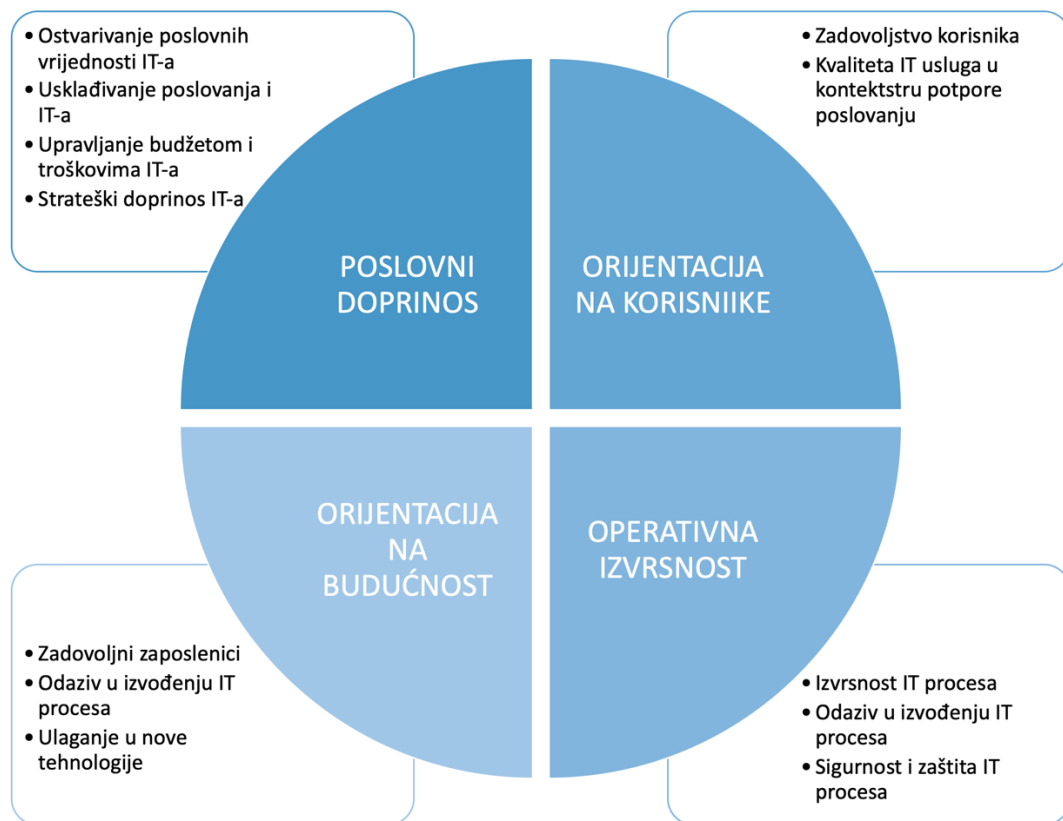 • Ostvarivanje poslovnih
vrijednosti IT-a
• Usklađivanje poslovanja i
IT-a
• Upravljanje budžetom i
troškovima IT-a
• Strateški doprinos IT-a
• Zadovoljstvo korisnika
• Kvaliteta IT usluga u
kontektstru potpore
poslovanju
POSLOVNI
DOPRINOS
ORIJENTACIJA
NA KORISNIIKE
ORIJENTACIJA
NA
BUDUĆNOST
OPERATIVNA
IZVRSNOST
• Zadovoljni zaposlenici
• Odaziv u izvođenju IT
procesa
• Ulaganje u nove
tehnologije
• Izvrsnost IT procesa
• Odaziv u izvođenju IT
procesa
• Sigurnost i zaštita IT
procesa